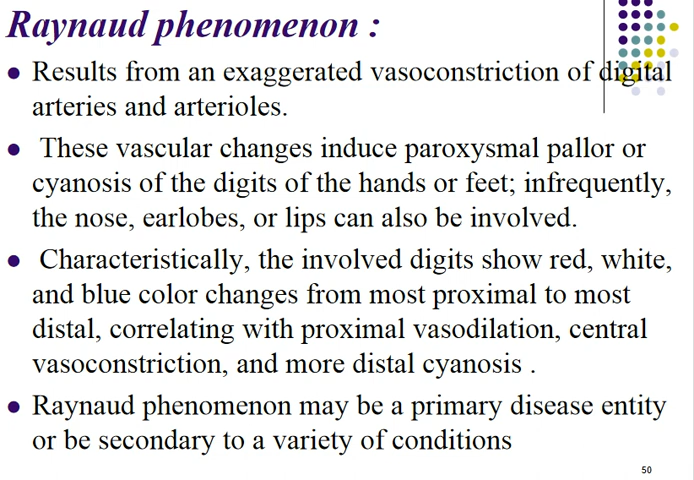 Raynaud phenomenon :
● Results from an exaggerated vasoconstriction of digital
arteries and arterioles.
● These vascular changes induce paroxysmal pallor or
cyanosis of the digits of the hands or feet; infrequently,
the nose, earlobes, or lips can also be involved.
● Characteristically, the involved digits show red, white,
and blue color changes from most proximal to most
distal, correlating with proximal vasodilation, central
vasoconstriction, and more distal cyanosis .
● Raynaud phenomenon may be a primary disease entity
or be secondary to a variety of conditions
50